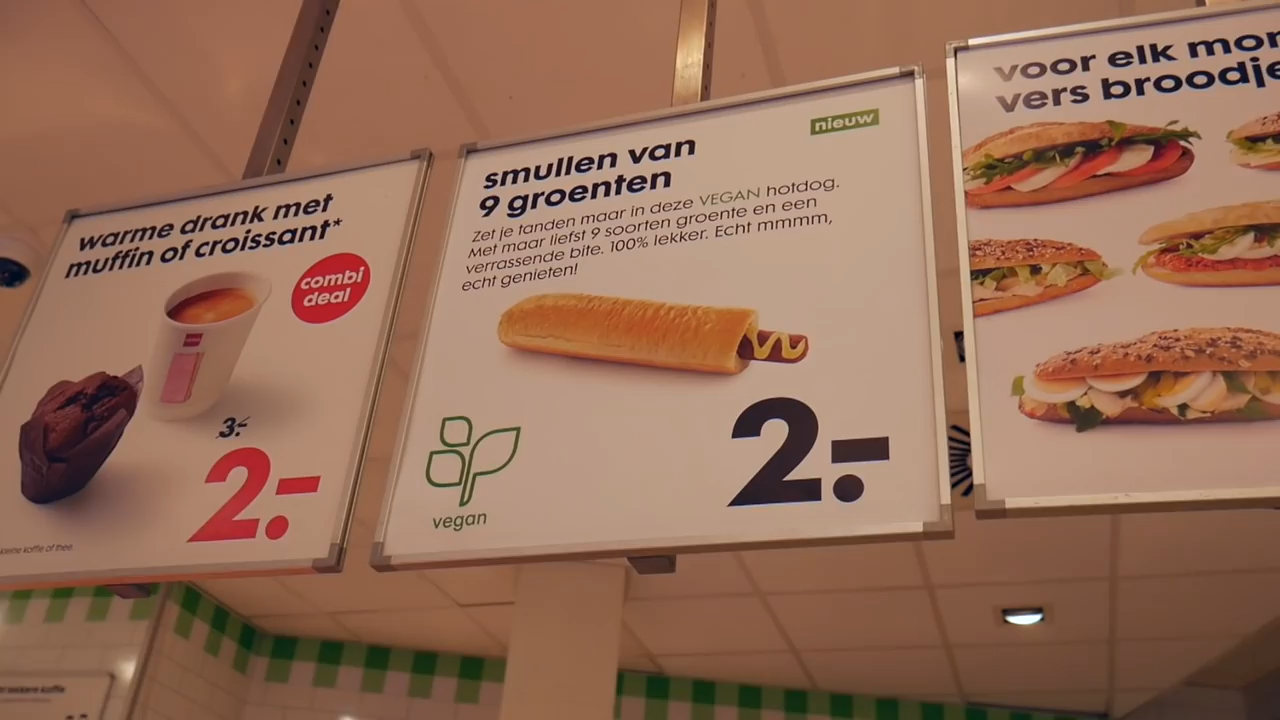 warme drank met
muffin of croissant*
combi
deal
3.-
2.-
nieuw
smullen van
9 groenten
Zet je tanden maar in deze VEGAN hotdog.
Met maar liefst 9 soorten groente en een
verrassende bite. 100% lekker. Echt mmmm,
echt genieten!
2.-
vegan
voor elk mo
vers broodje